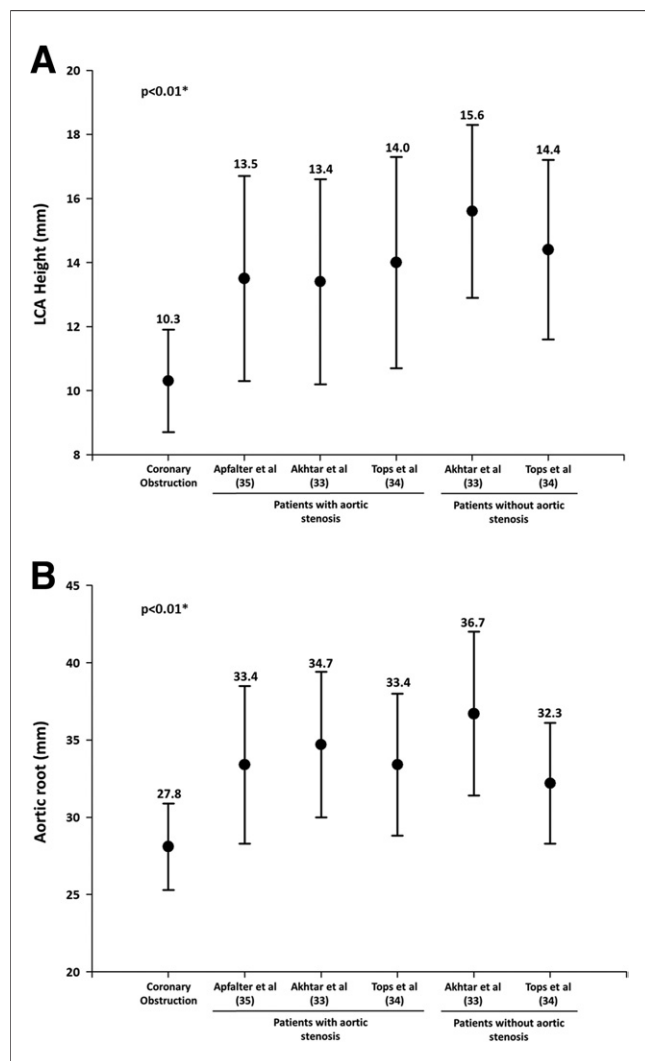 A
20
p<0.01*
18
16
14
12
10
8
LCA Height (mm)
10.3
13.5
13.4
14.0
15.6
14.4
Coronary Obstruction
Apfalter et al (35)
Akhtar et al (33)
Tops et al (34)
Akhtar et al (33)
Tops et al (34)
Patients with aortic
stenosis
Patients without aortic
stenosis
B
45
p<0.01*
40
35
30
25
20
Aortic root (mm)
27.8
33.4
34.7
33.4
36.7
32.3
Coronary Obstruction
Apfalter et al (35)
Akhtar et al (33)
Tops et al (34)
Akhtar et al (33)
Tops et al (34)
Patients with aortic
stenosis
Patients without aortic
stenosis